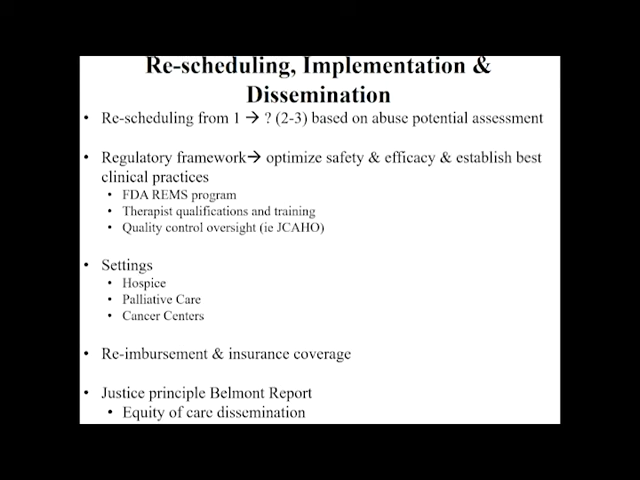 Re-scheduling, Implementation &
Dissemination
• Re-scheduling from 1 → ? (2-3) based on abuse potential assessment
• Regulatory framework→ optimize safety & efficacy & establish best
clinical practices
• FDA REMS program
• Therapist qualifications and training
• Quality control oversight (ie JCAHO)
• Settings
• Hospice
• Palliative Care
• Cancer Centers
• Re-imbursement & insurance coverage
• Justice principle Belmont Report
• Equity of care dissemination